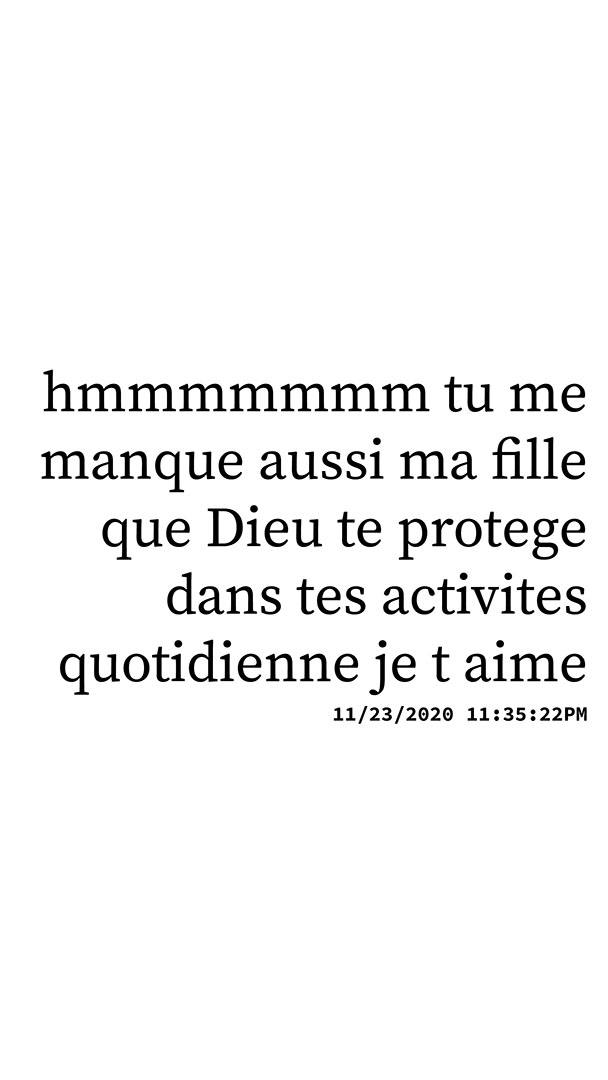 hmmmmmmmm tu me
manque aussi ma fille
que Dieu te protege
dans tes activites
quotidienne je t aime
11/23/2020 11:35:22PM